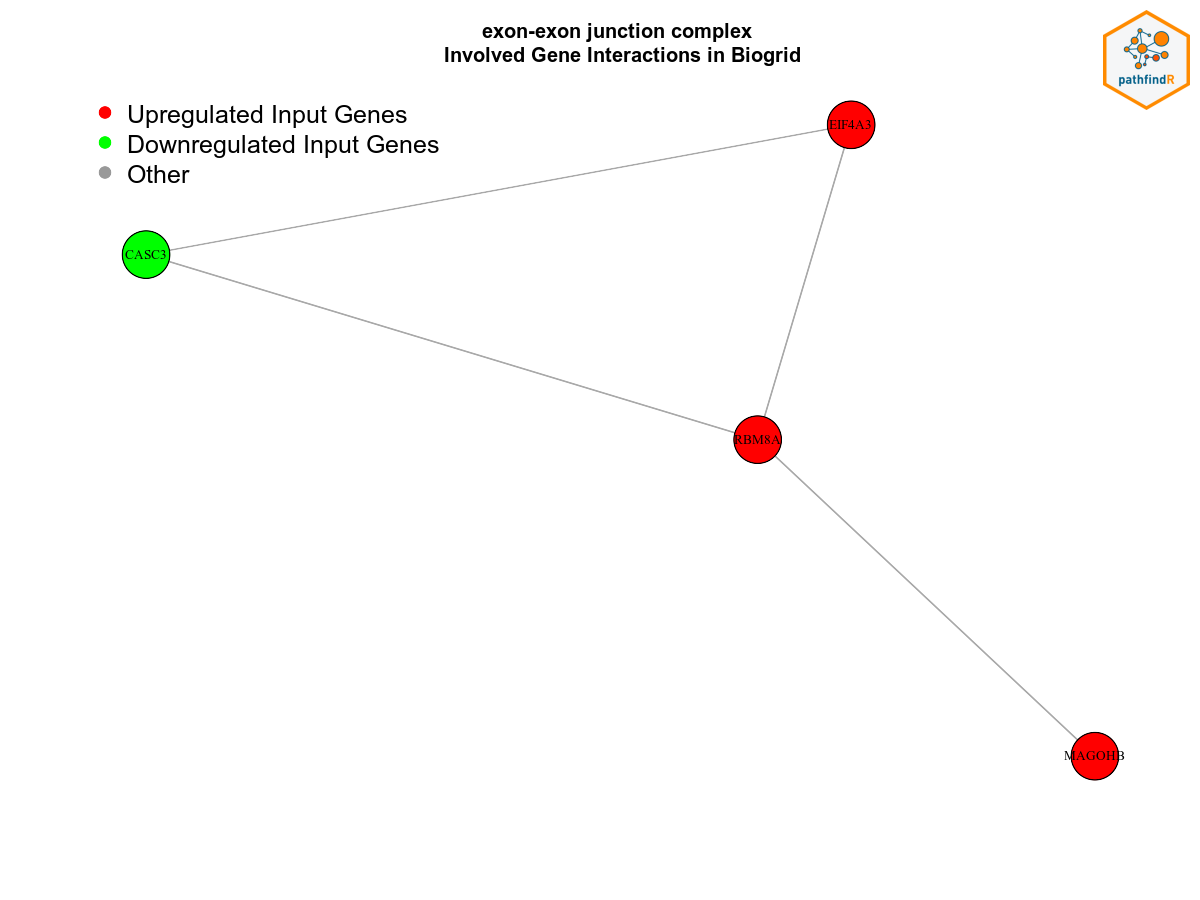 exon-exon junction complex
Involved Gene Interactions in Biogrid
pathfindR
Upregulated Input Genes
Downregulated Input Genes
Other
EIF4A3
CASC3
RBM8A
MAGOHB